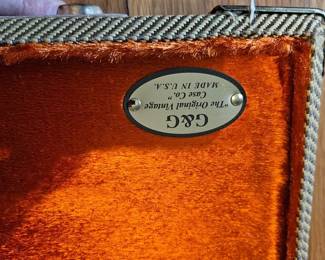 G&G
"The Original Vintage
Case Co."
MADE IN U.S.A.